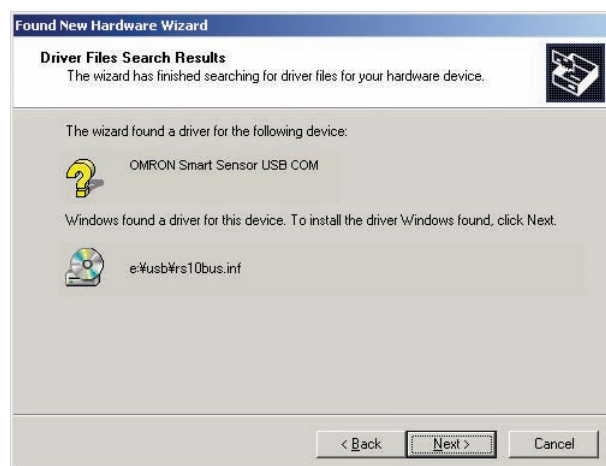 Found New Hardware Wizard
Driver Files Search Results
The wizard has finished searching for driver files for your hardware device.
The wizard found a driver for the following device:
OMRON Smart Sensor USB COM
Windows found a driver for this device. To install the driver Windows found, click Next.
e:¥usb¥rs10bus.inf
< Back Next > Cancel